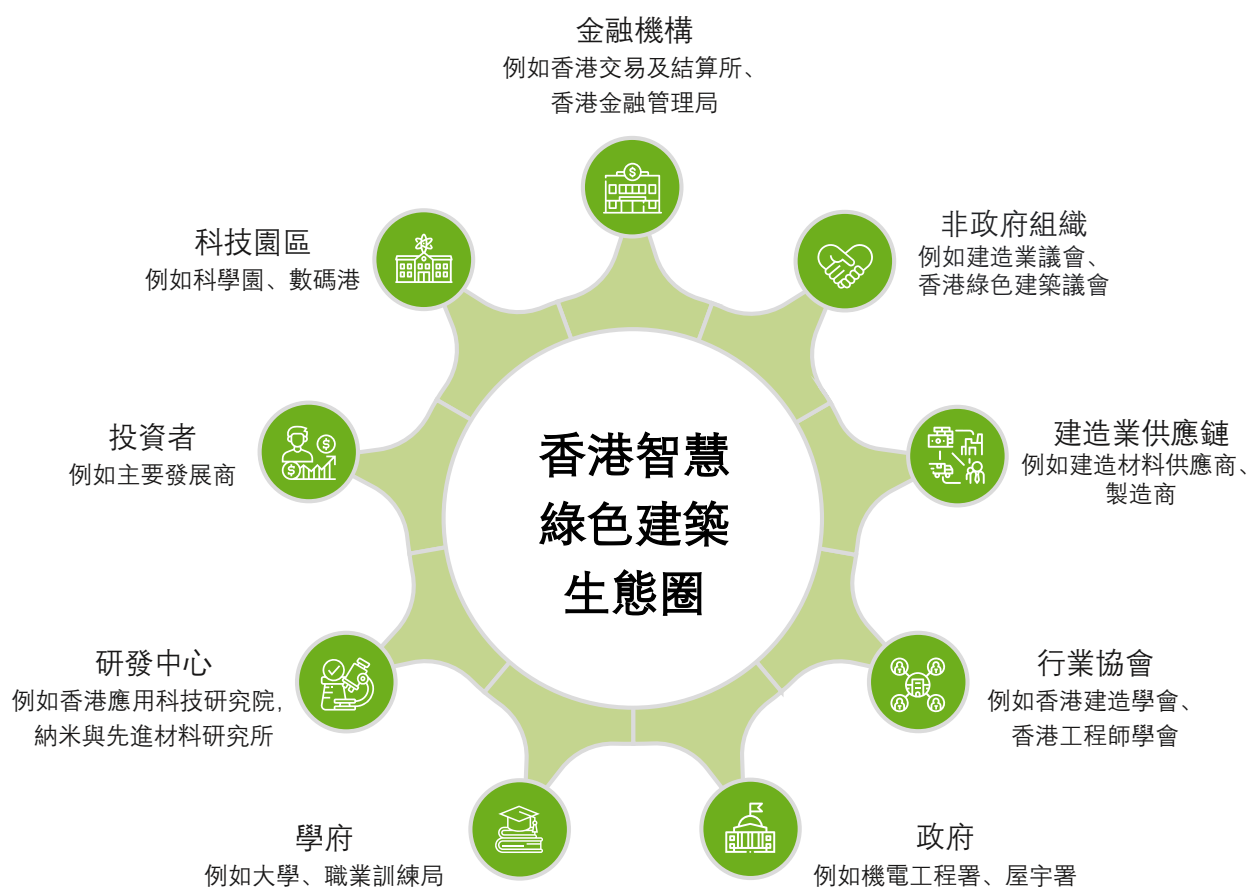 金融機構
例如香港交易及結算所、
香港金融管理局
非政府組織
例如建造業議會、
香港綠色建築議會
科技園區
例如科學園、數碼港
建造業供應鏈
例如建造材料供應商、
製造商
投資者
例如主要發展商
香港智慧
綠色建築
生態圈
行業協會
例如香港建造學會、
香港工程師學會
研發中心
例如香港應用科技研究院,
納米與先進材料研究所
政府
例如機電工程署、屋宇署
學府
例如大學、職業訓練局